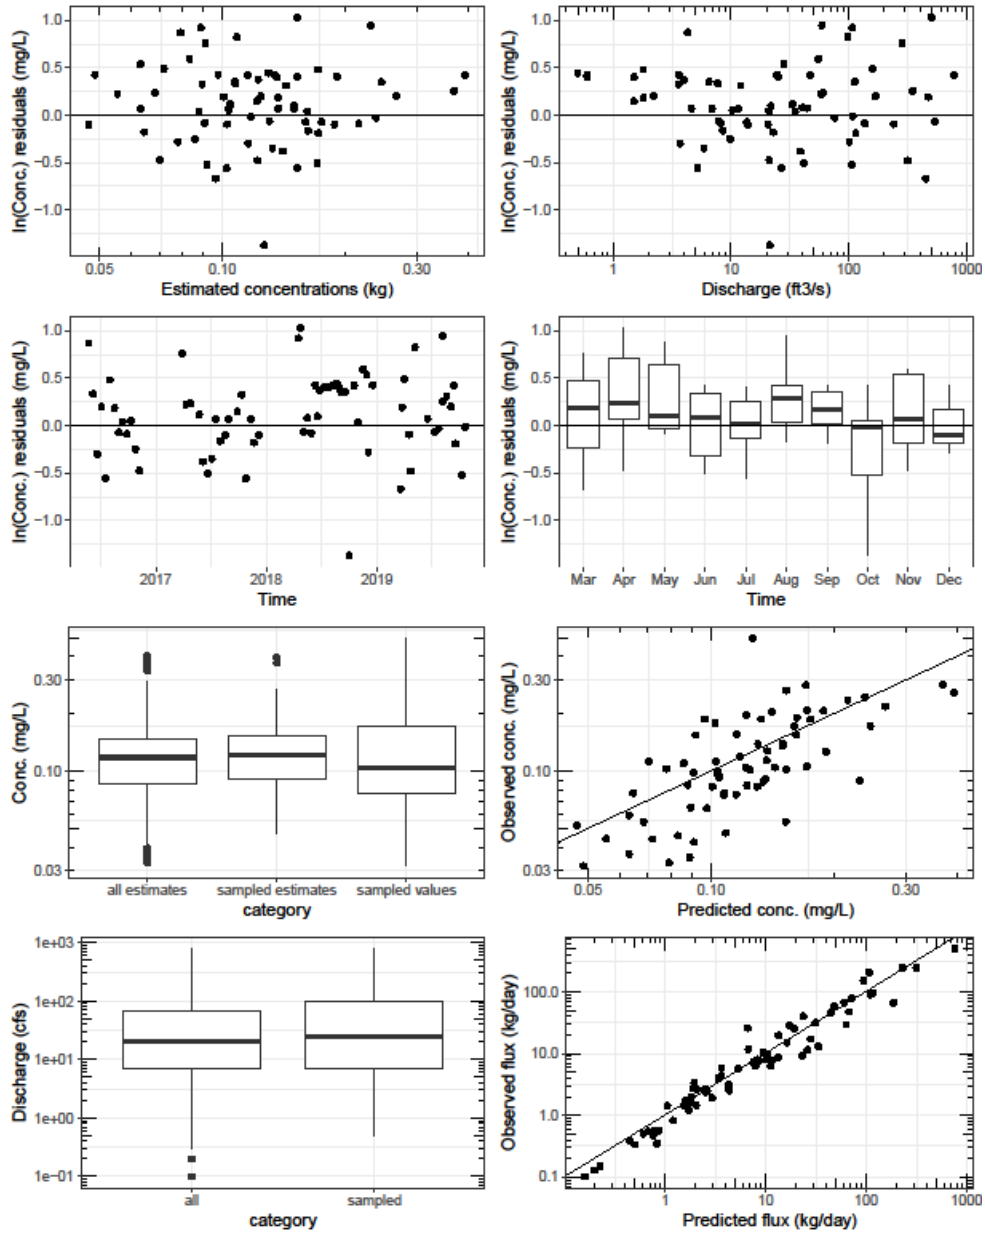 ln(Conc.) residuals (mg/L)
1.0
0.5
0.0
−0.5
−1.0
0.05
0.10
0.30
Estimated concentrations (kg)
ln(Conc.) residuals (mg/L)
1.0
0.5
0.0
−0.5
−1.0
1
10
100
1000
Discharge (ft3/s)
ln(Conc.) residuals (mg/L)
1.0
0.5
0.0
−0.5
−1.0
2017
2018
2019
Time
ln(Conc.) residuals (mg/L)
1.0
0.5
0.0
−0.5
−1.0
Mar
Apr
May
Jun
Jul
Aug
Sep
Oct
Nov
Dec
Time
Conc. (mg/L)
0.30
0.10
0.03
all estimates
sampled estimates
sampled values
category
Observed conc. (mg/L)
0.30
0.10
0.03
0.05
0.10
0.30
Predicted conc. (mg/L)
Discharge (cfs)
1e+03
1e+02
1e+01
1e+00
1e−01
all
sampled
category
Observed flux (kg/day)
100.0
10.0
1.0
0.1
1
10
100
1000
Predicted flux (kg/day)